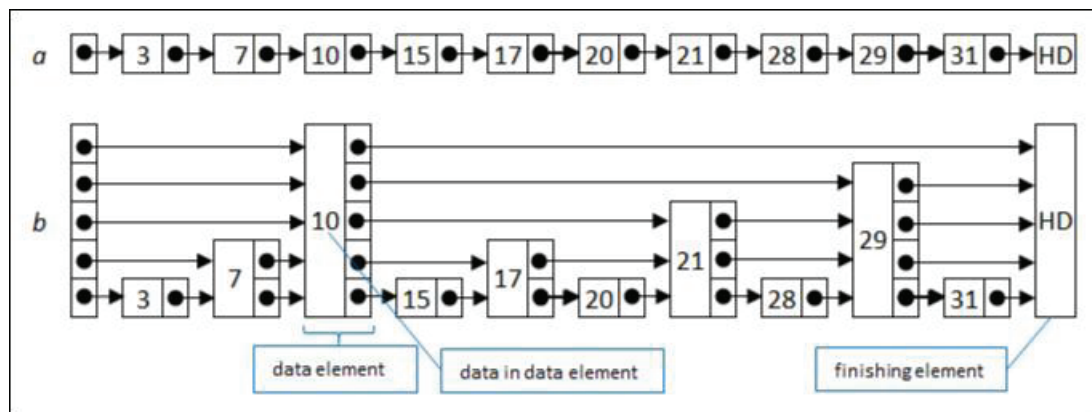 a 3 7 10 15 17 20 21 28 29 31 HD
b 3 7 10 15 17 20 21 28 29 31 HD
data element
data in data element
finishing element